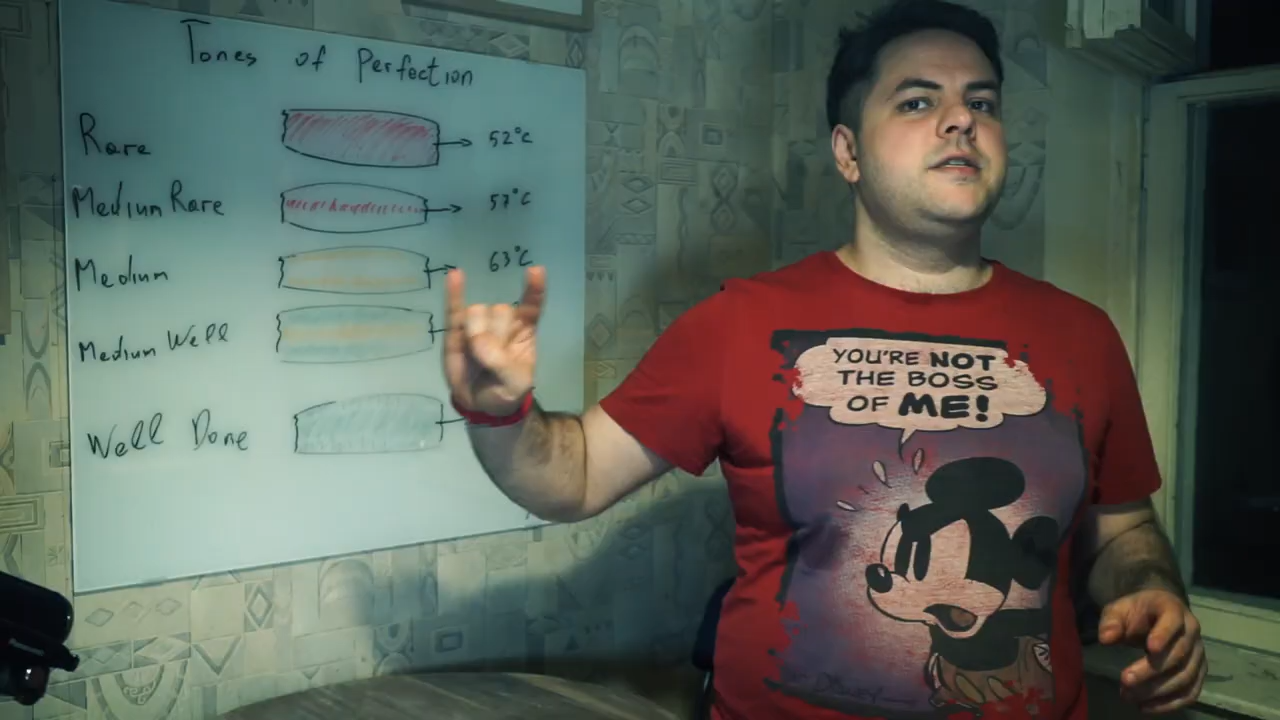 Tones of Perfection
Rare 52°C
Medium Rare 57°C
Medium 63°C
Medium Well
Well Done
YOU'RE NOT
THE BOSS
OF ME!